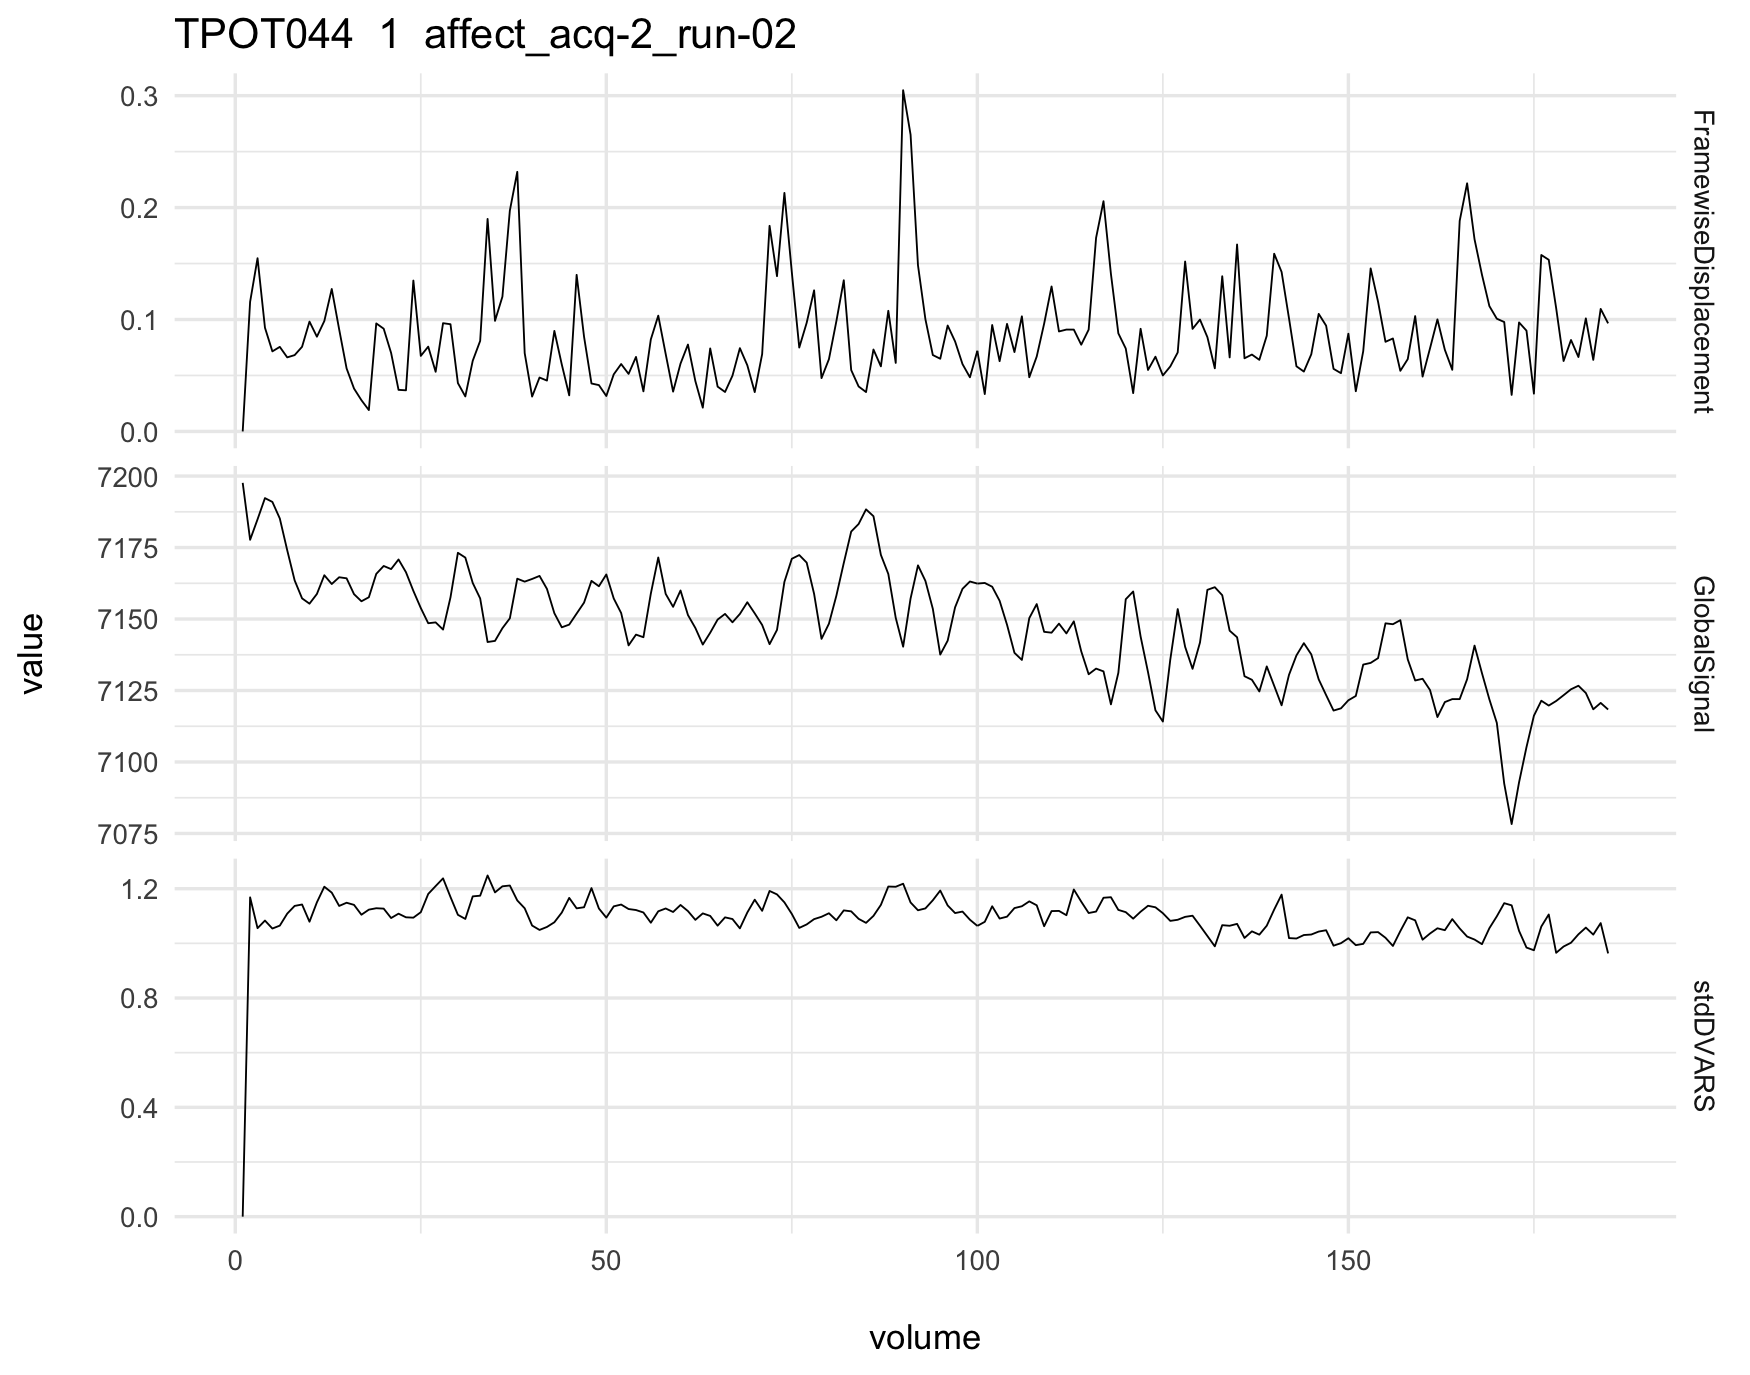 TPOT044 1 affect_acq-2_run-02
0.3
0.2
0.1
0.0
FramewiseDisplacement
7200
7175
7150
7125
7100
7075
GlobalSignal
1.2
0.8
0.4
0.0
stdDVARS
value
0 50 100 150
volume